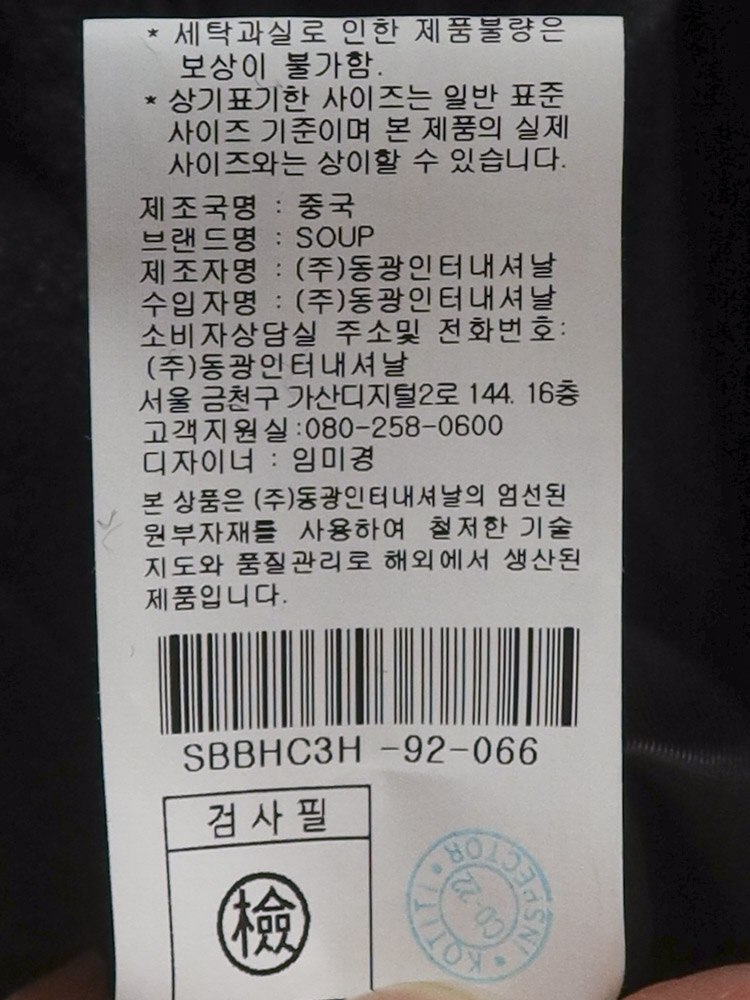 * 세탁과실로 인한 제품불량은
보상이 불가함.
* 상기표기한 사이즈는 일반 표준
사이즈 기준이며 본 제품의 실제
사이즈와는 상이할 수 있습니다.
제조국명 : 중국
브랜드명 : SOUP
제조자명 : (주)동광인터내셔날
수입자명 : (주)동광인터내셔날
소비자상담실 주소및 전화번호:
(주)동광인터내셔날
서울 금천구 가산디지털2로 144. 16층
고객지원실:080-258-0600
디자이너 : 임미경
본 상품은 (주)동광인터내셔날의 엄선된
원부자재를 사용하여 철저한 기술
지도와 품질관리로 해외에서 생산된
제품입니다.
SBBHC3H -92-066
검사필
檢
KOTITI • INSPECTOR •
CO-22